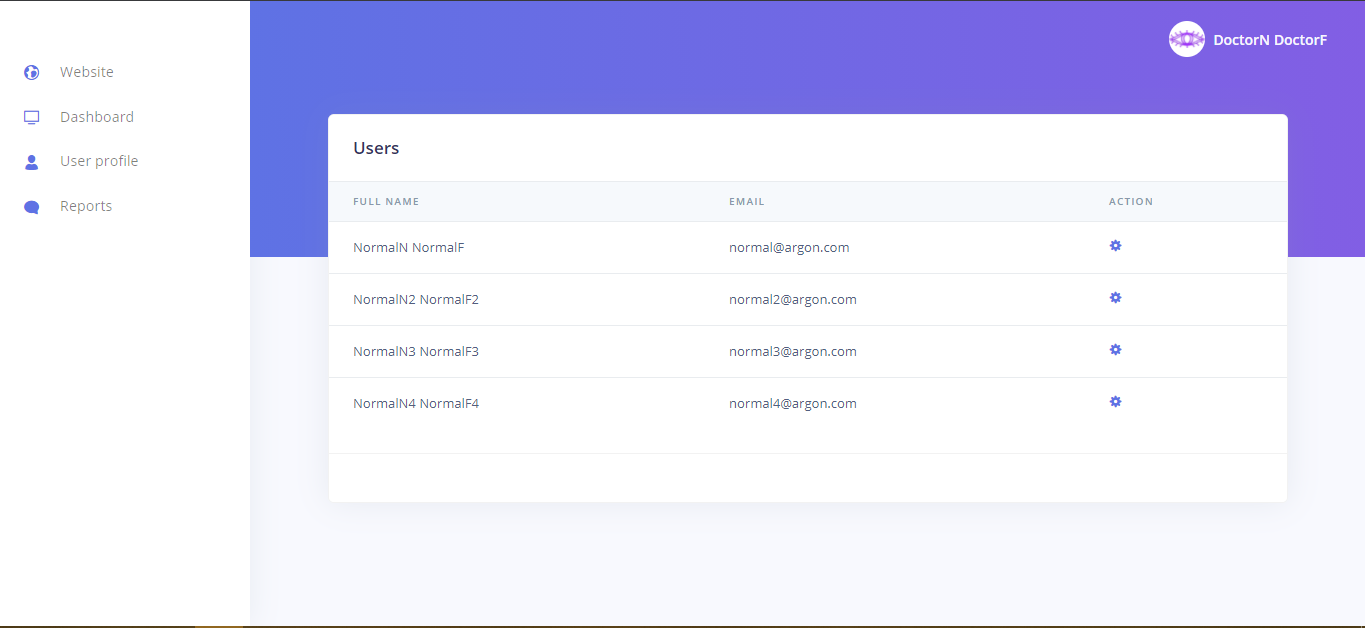 DoctorN DoctorF
Website
Dashboard
User profile
Reports
Users
FULL NAME EMAIL ACTION
NormalN NormalF normal@argon.com
NormalN2 NormalF2 normal2@argon.com
NormalN3 NormalF3 normal3@argon.com
NormalN4 NormalF4 normal4@argon.com